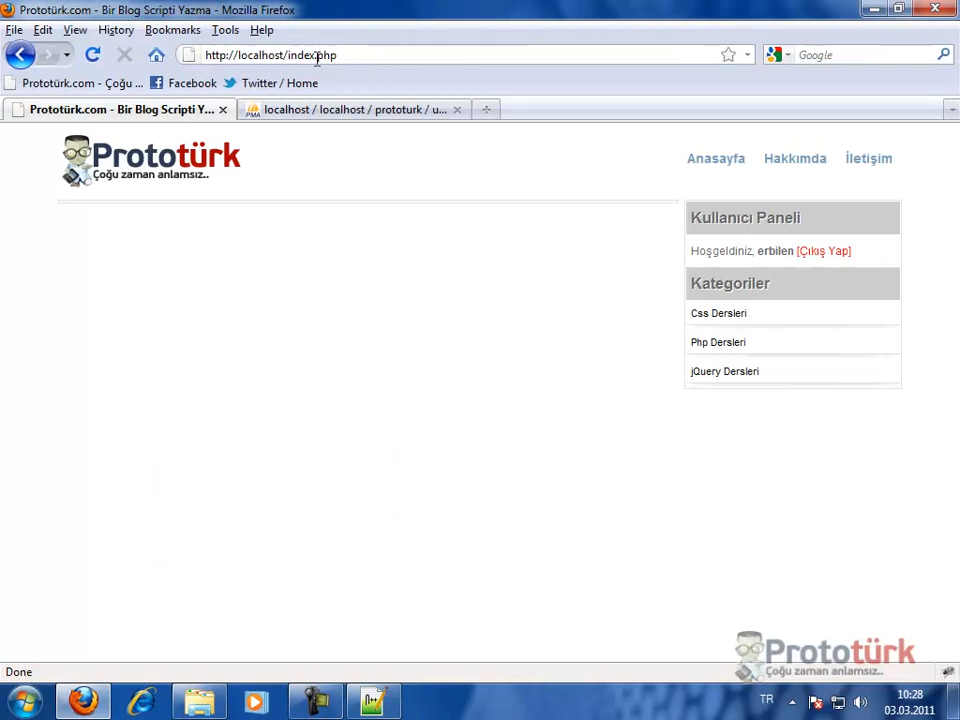 Prototürk.com - Bir Blog Scripti Yazma - Mozilla Firefox
File Edit View History Bookmarks Tools Help
http://localhost/index.php
Google
Prototürk.com - Çoğu ... Facebook Twitter / Home
Prototürk.com - Bir Blog Scripti Y... PMA localhost / localhost / prototurk / u...
Prototürk
Çoğu zaman anlamsız..
Anasayfa Hakkımda İletişim
Kullanıcı Paneli
Hoşgeldiniz, erbilen [Çıkış Yap]
Kategoriler
Css Dersleri
Php Dersleri
jQuery Dersleri
Prototürk
Çoğu zaman anlamsız..
Done
TR
10:28
03.03.2011